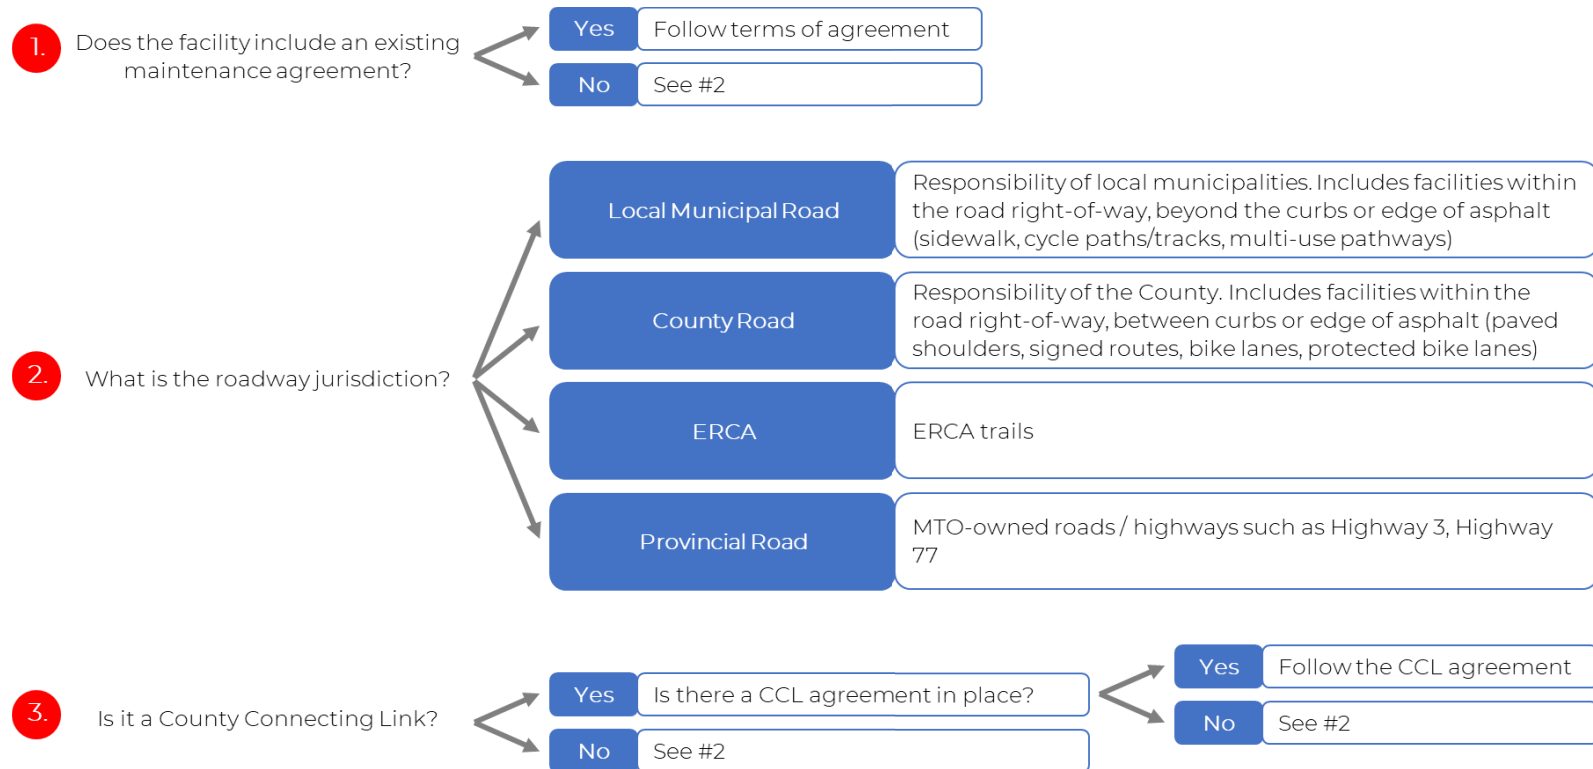 1.
Does the facility include an existing
maintenance agreement?
Yes
Follow terms of agreement
No
See #2
2.
What is the roadway jurisdiction?
Local Municipal Road
Responsibility of local municipalities. Includes facilities within
the road right-of-way, beyond the curbs or edge of asphalt
(sidewalk, cycle paths/tracks, multi-use pathways)
County Road
Responsibility of the County. Includes facilities within the
road right-of-way, between curbs or edge of asphalt (paved
shoulders, signed routes, bike lanes, protected bike lanes)
ERCA
ERCA trails
Provincial Road
MTO-owned roads / highways such as Highway 3, Highway
77
3.
Is it a County Connecting Link?
Yes
Is there a CCL agreement in place?
Yes
Follow the CCL agreement
No
See #2
No
See #2